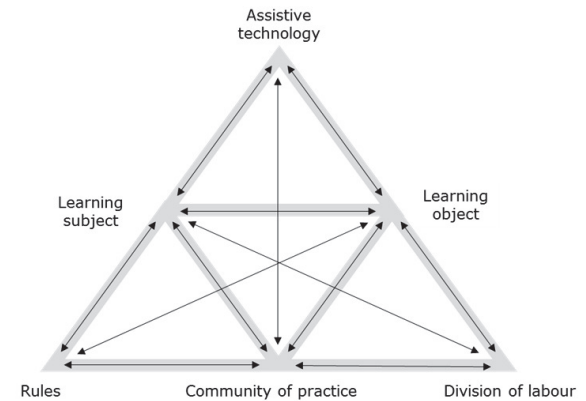 Assistive
technology
Learning
subject
Learning
object
Rules
Community of practice
Division of labour